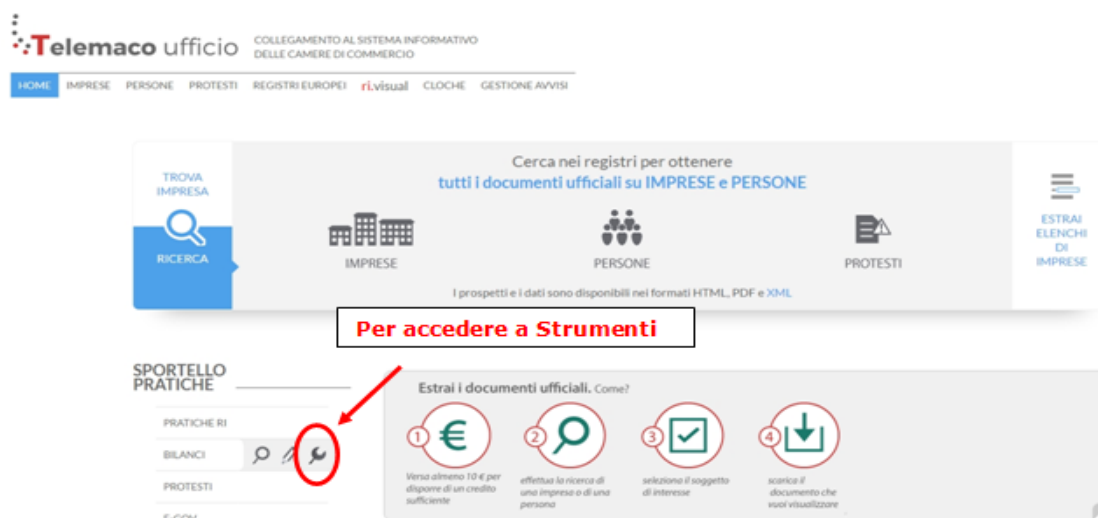 Telemaco ufficio
COLLEGAMENTO AL SISTEMA INFORMATIVO
DELLE CAMERE DI COMMERCIO
HOME IMPRESE PERSONE PROTESTI REGISTRI EUROPEI ri.visual CLOCHE GESTIONE AVVISI
TROVA
IMPRESA
RICERCA
Cerca nei registri per ottenere
tutti i documenti ufficiali su IMPRESE e PERSONE
IMPRESE
PERSONE
PROTESTI
I prospetti e i dati sono disponibili nei formati HTML, PDF e XML
ESTRAI
ELENCHI
DI
IMPRESE
Per accedere a Strumenti
SPORTELLO
PRATICHE
PRATICHE RI
BILANCI
PROTESTI
E-GOV
Estrai i documenti ufficiali. Come?
1
Versa almeno 10 € per
disporre di un credito
sufficiente
2
effettua la ricerca di
una impresa o di una
persona
3
seleziona il soggetto
di interesse
4
scarica il
documento che
vuoi visualizzare